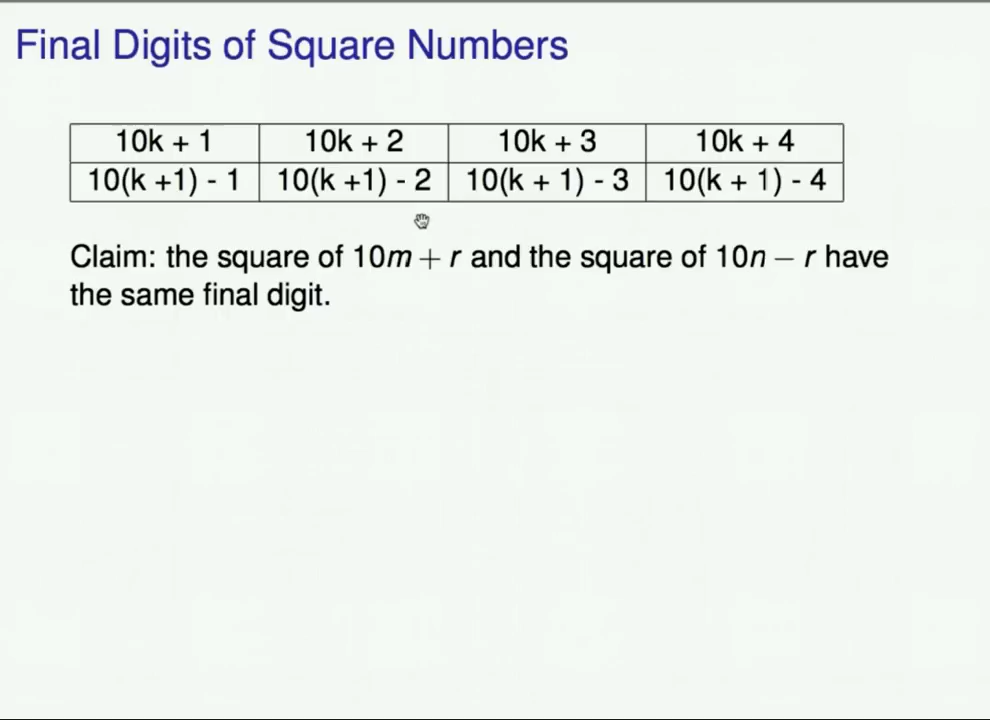 Final Digits of Square Numbers
10k + 1 10k + 2 10k + 3 10k + 4
10(k +1) - 1 10(k +1) - 2 10(k + 1) - 3 10(k + 1) - 4
Claim: the square of 10m + r and the square of 10n − r have
the same final digit.